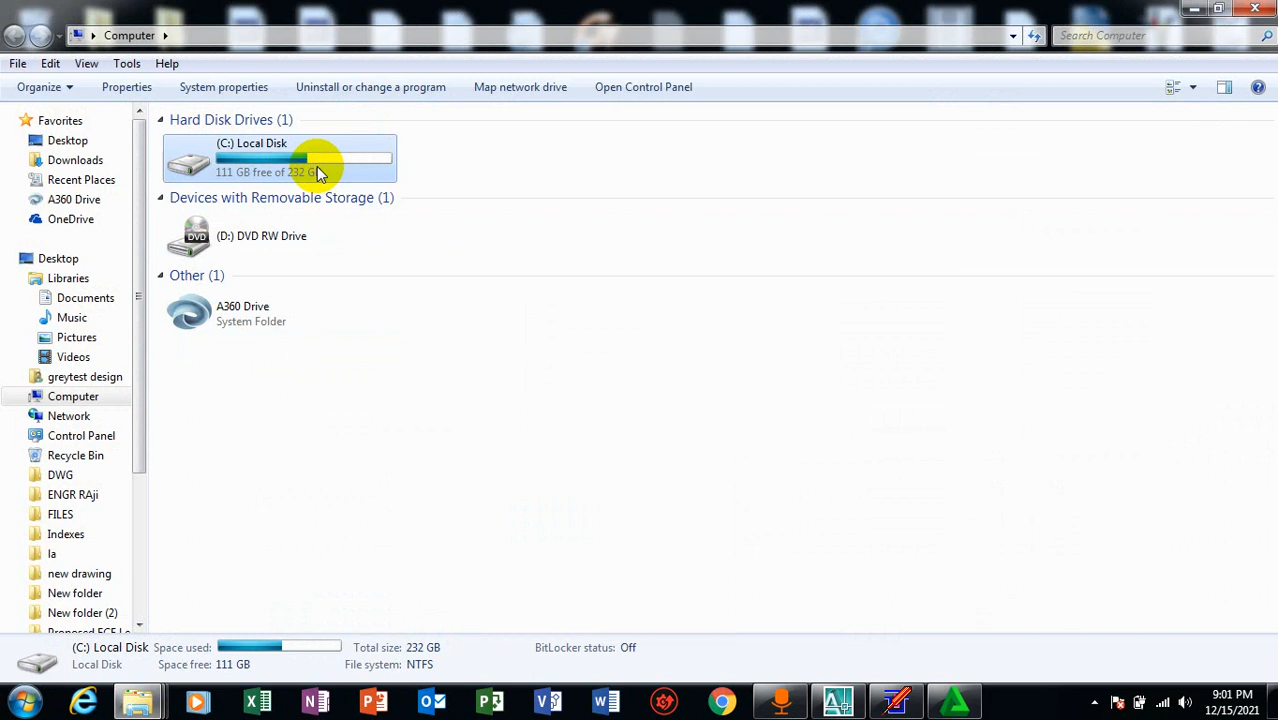 Computer
Search Computer
File Edit View Tools Help
Organize Properties System properties Uninstall or change a program Map network drive Open Control Panel
Favorites
Desktop
Downloads
Recent Places
A360 Drive
OneDrive
Desktop
Libraries
Documents
Music
Pictures
Videos
greytest design
Computer
Network
Control Panel
Recycle Bin
DWG
ENGR RAji
FILES
Indexes
la
new drawing
New folder
New folder (2)
Hard Disk Drives (1)
(C:) Local Disk
111 GB free of 232 G
Devices with Removable Storage (1)
DVD
(D:) DVD RW Drive
Other (1)
A360 Drive
System Folder
(C:) Local Disk Space used: Total size: 232 GB BitLocker status: Off
Local Disk Space free: 111 GB File system: NTFS
9:01 PM
12/15/2021